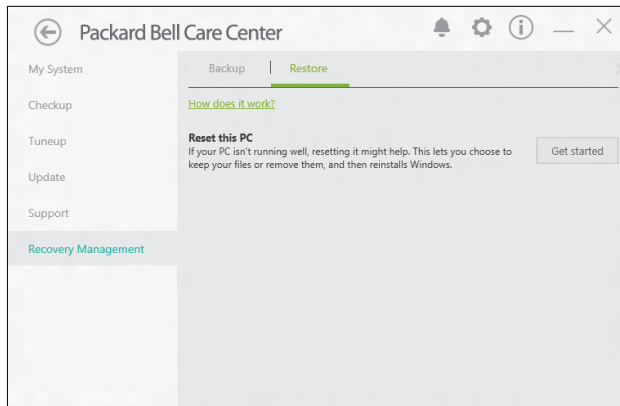 Packard Bell Care Center
My System
Checkup
Tuneup
Update
Support
Recovery Management
Backup
Restore
How does it work?
Reset this PC
If your PC isn't running well, resetting it might help. This lets you choose to
keep your files or remove them, and then reinstalls Windows.
Get started